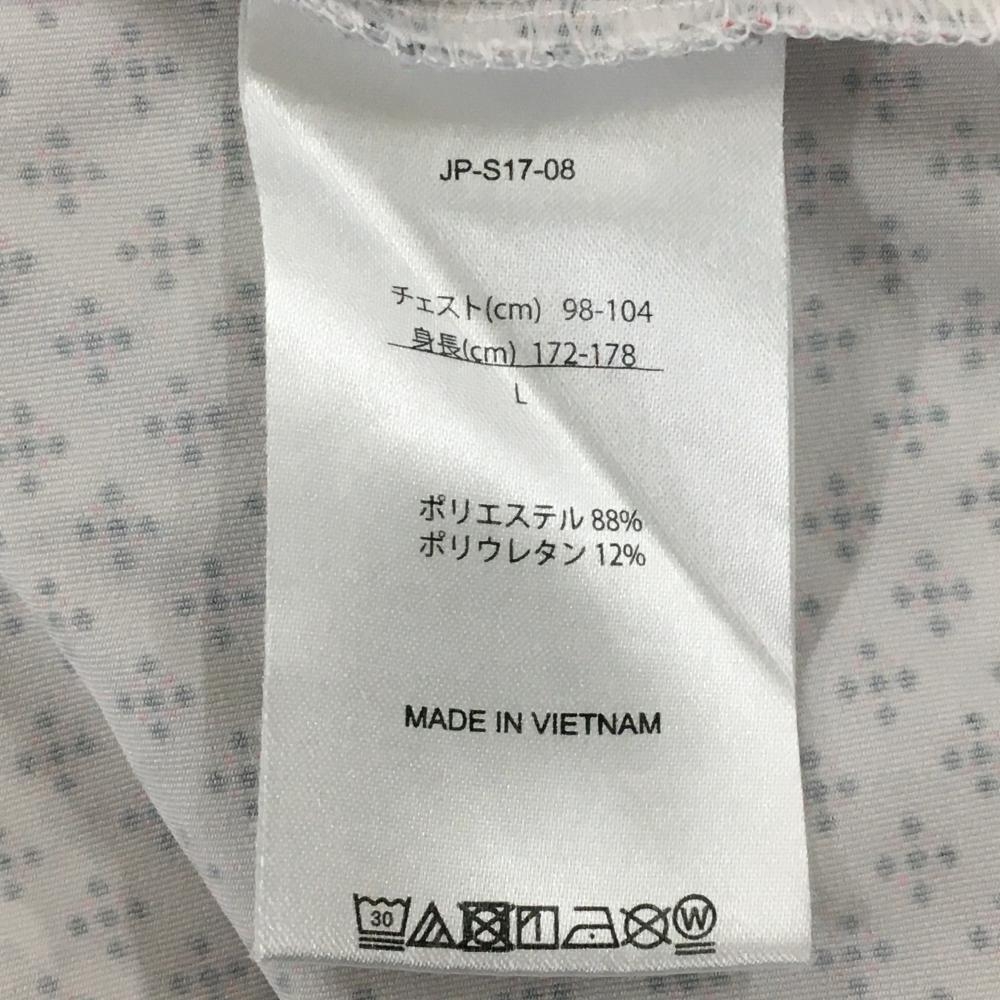 JP-S17-08
チェスト(cm) 98-104
身長(cm) 172-178
L
ポリエステル 88%
ポリウレタン 12%
MADE IN VIETNAM
30 W